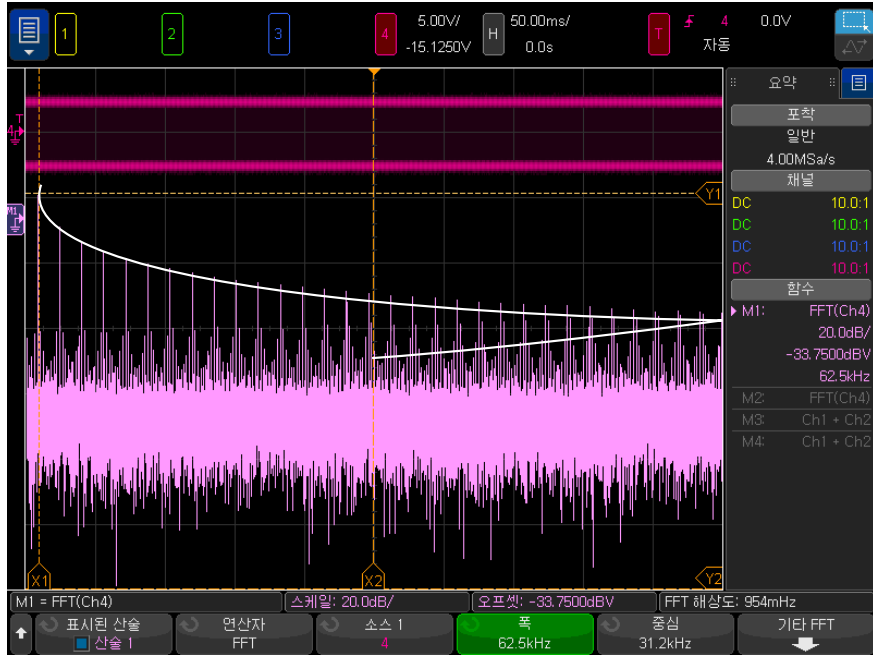 1 2 3 4 5.00V/ H 50.00ms/ T 4 0.0V
-15.1250V 0.0s 자동
요약
포착
일반
4.00MSa/s
채널
DC 10.0:1
DC 10.0:1
DC 10.0:1
DC 10.0:1
함수
M1: FFT(Ch4)
20.0dB/
-33.7500dBV
62.5kHz
M2: FFT(Ch4)
M3: Ch1 + Ch2
M4: Ch1 + Ch2
T
4
M1
Y1
X1 X2 Y2
M1 = FFT(Ch4) 스케일: 20.0dB/ 오프셋: -33.7500dBV FFT 해상도: 954mHz
표시된 산술 연산자 소스 1 폭 중심 기타 FFT
산술 1 FFT 4 62.5kHz 31.2kHz